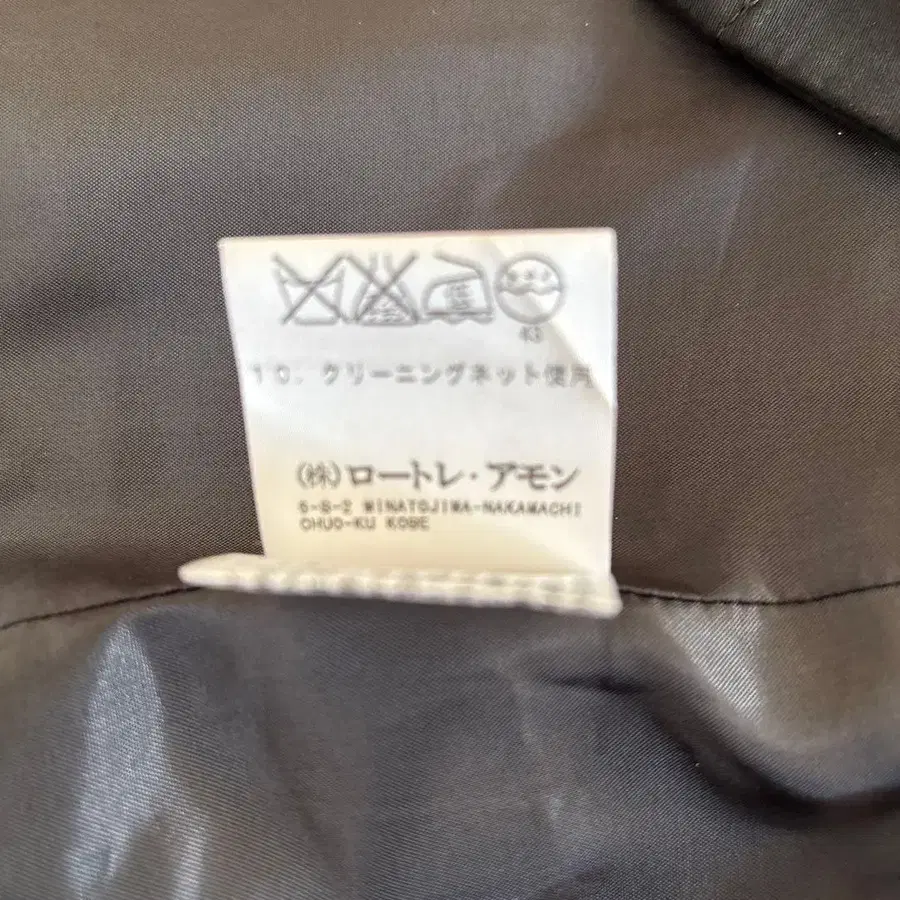 43
10. クリーニングネット使用
(株)ロートレ・アモン
6-8-2 MINATOJIMA-NAKAMACHI
CHUO-KU KOBE